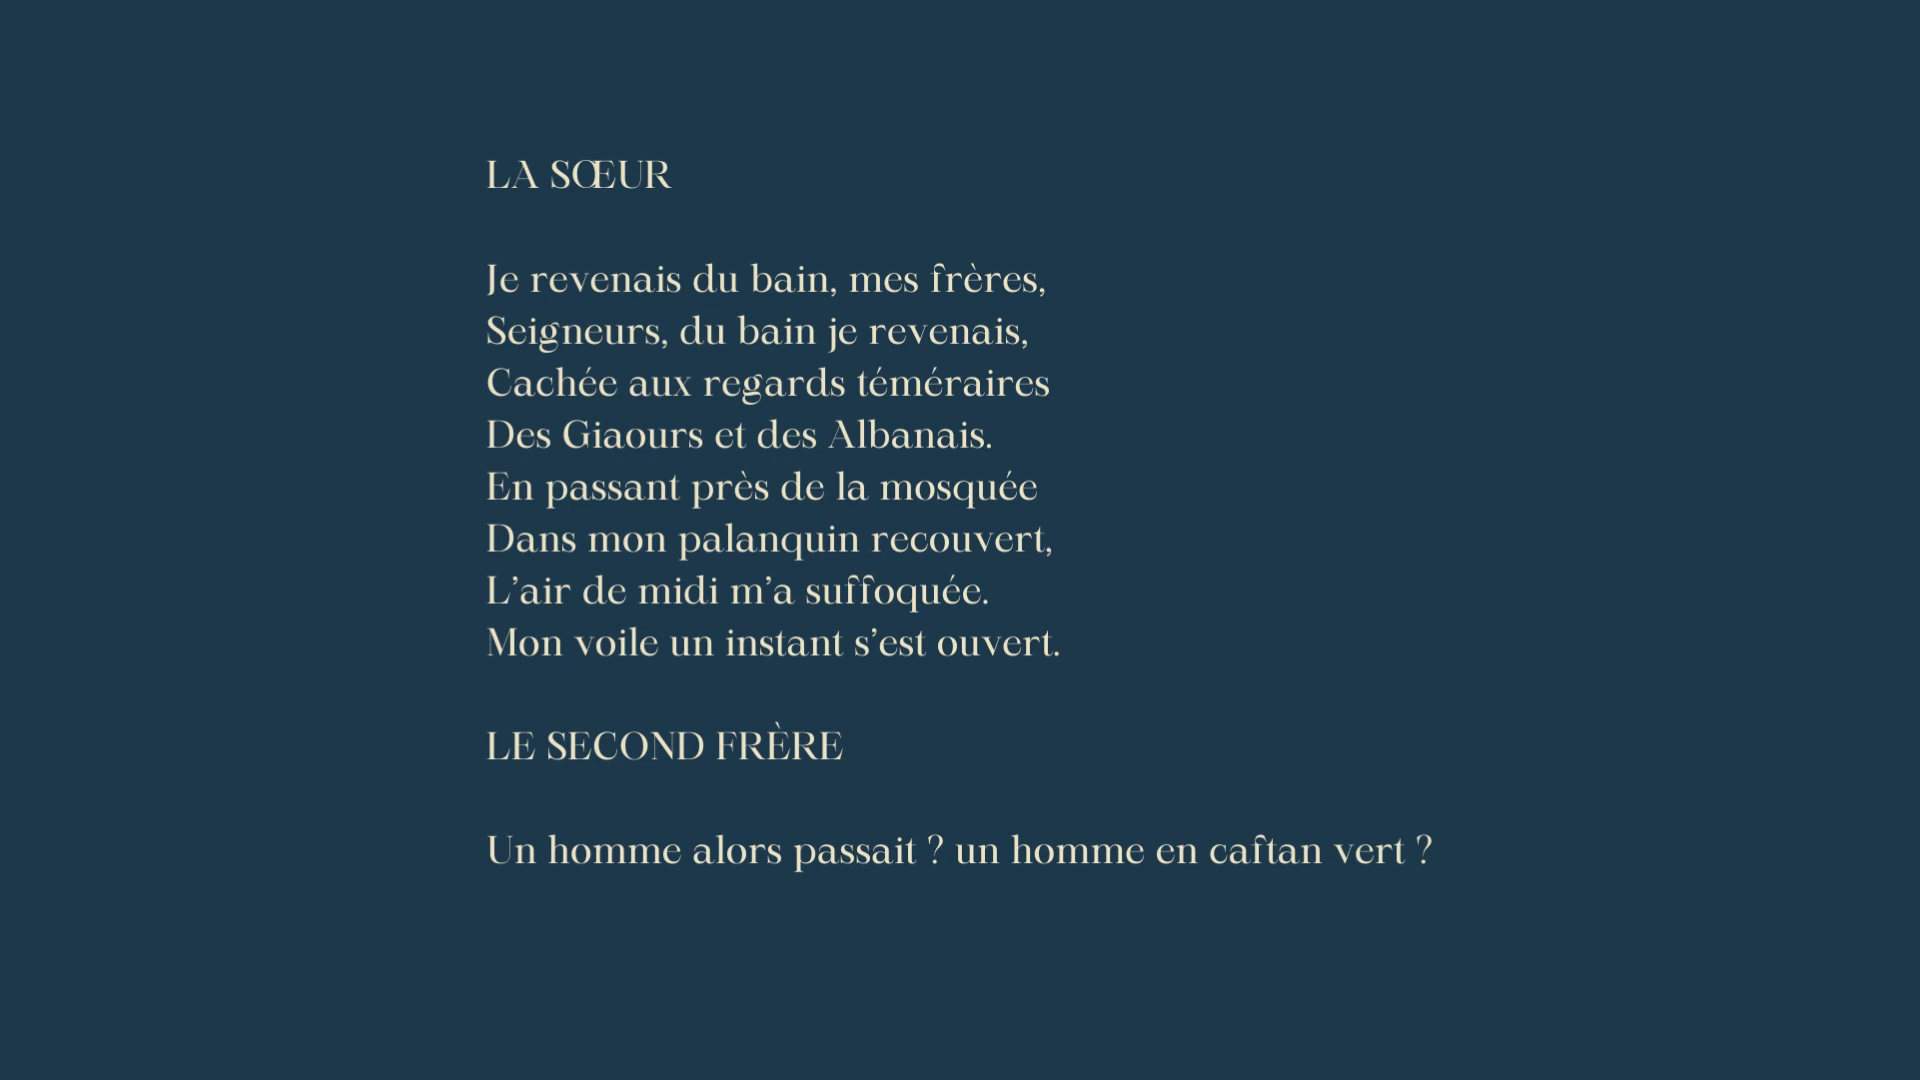 LA SŒUR
Je revenais du bain, mes frères,
Seigneurs, du bain je revenais,
Cachée aux regards téméraires
Des Giaours et des Albanais.
En passant près de la mosquée
Dans mon palanquin recouvert,
L’air de midi m’a suffoquée.
Mon voile un instant s’est ouvert.
LE SECOND FRÈRE
Un homme alors passait ? un homme en caftan vert ?